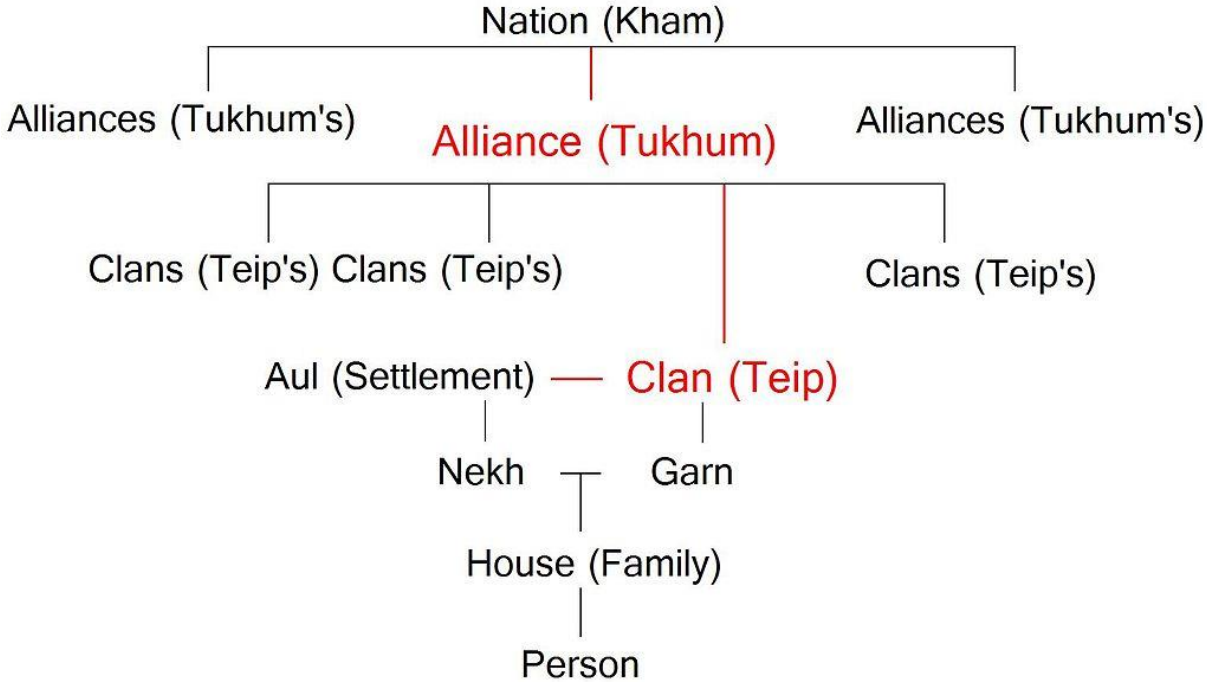 Nation (Kham)
Alliances (Tukhum's)
Alliance (Tukhum)
Alliances (Tukhum's)
Clans (Teip's) Clans (Teip's)
Clans (Teip's)
Aul (Settlement)
Clan (Teip)
Nekh
Garn
House (Family)
Person